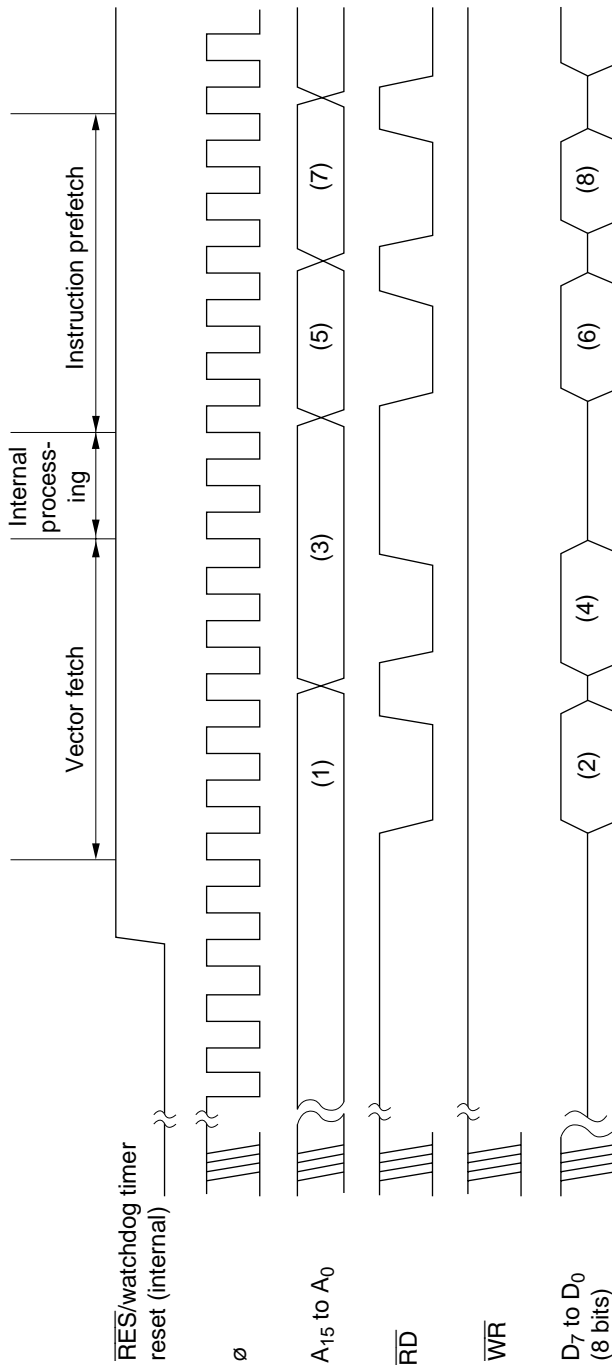 Vector fetch
Internal
process-
ing
Instruction prefetch
RES/watchdog timer
reset (internal)
ø
A15 to A0
(1)
(3)
(5)
(7)
RD
WR
D7 to D0
(8 bits)
(2)
(4)
(6)
(8)